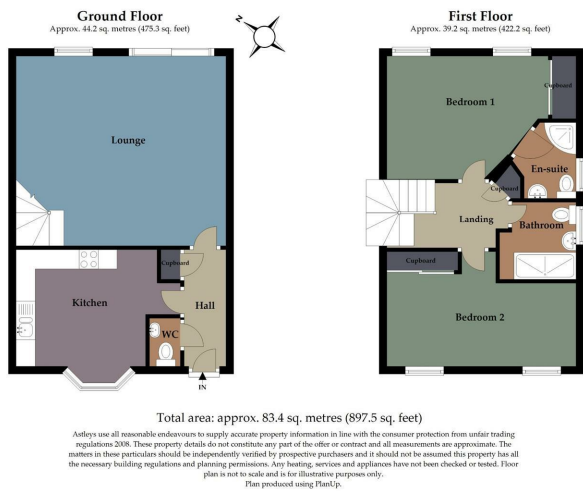 Ground Floor
Approx. 44.2 sq. metres (475.3 sq. feet)
N
First Floor
Approx. 39.2 sq. metres (422.2 sq. feet)
Lounge
Kitchen
Cupboard
Hall
WC
IN
Bedroom 1
Cupboard
En-suite
Cupboard
Landing
Bathroom
Cupboard
Bedroom 2
Total area: approx. 83.4 sq. metres (897.5 sq. feet)
Astleys use all reasonable endeavours to supply accurate property information in line with the consumer protection from unfair trading
regulations 2008. These property details do not constitute any part of the offer or contract and all measurements are approximate. The
matters in these particulars should be independently verified by prospective purchasers and it should not be assumed this property has all
the necessary building regulations and planning permissions. Any heating, services and appliances have not been checked or tested. Floor
plan is not to scale and is for illustrative purposes only.
Plan produced using PlanUp.